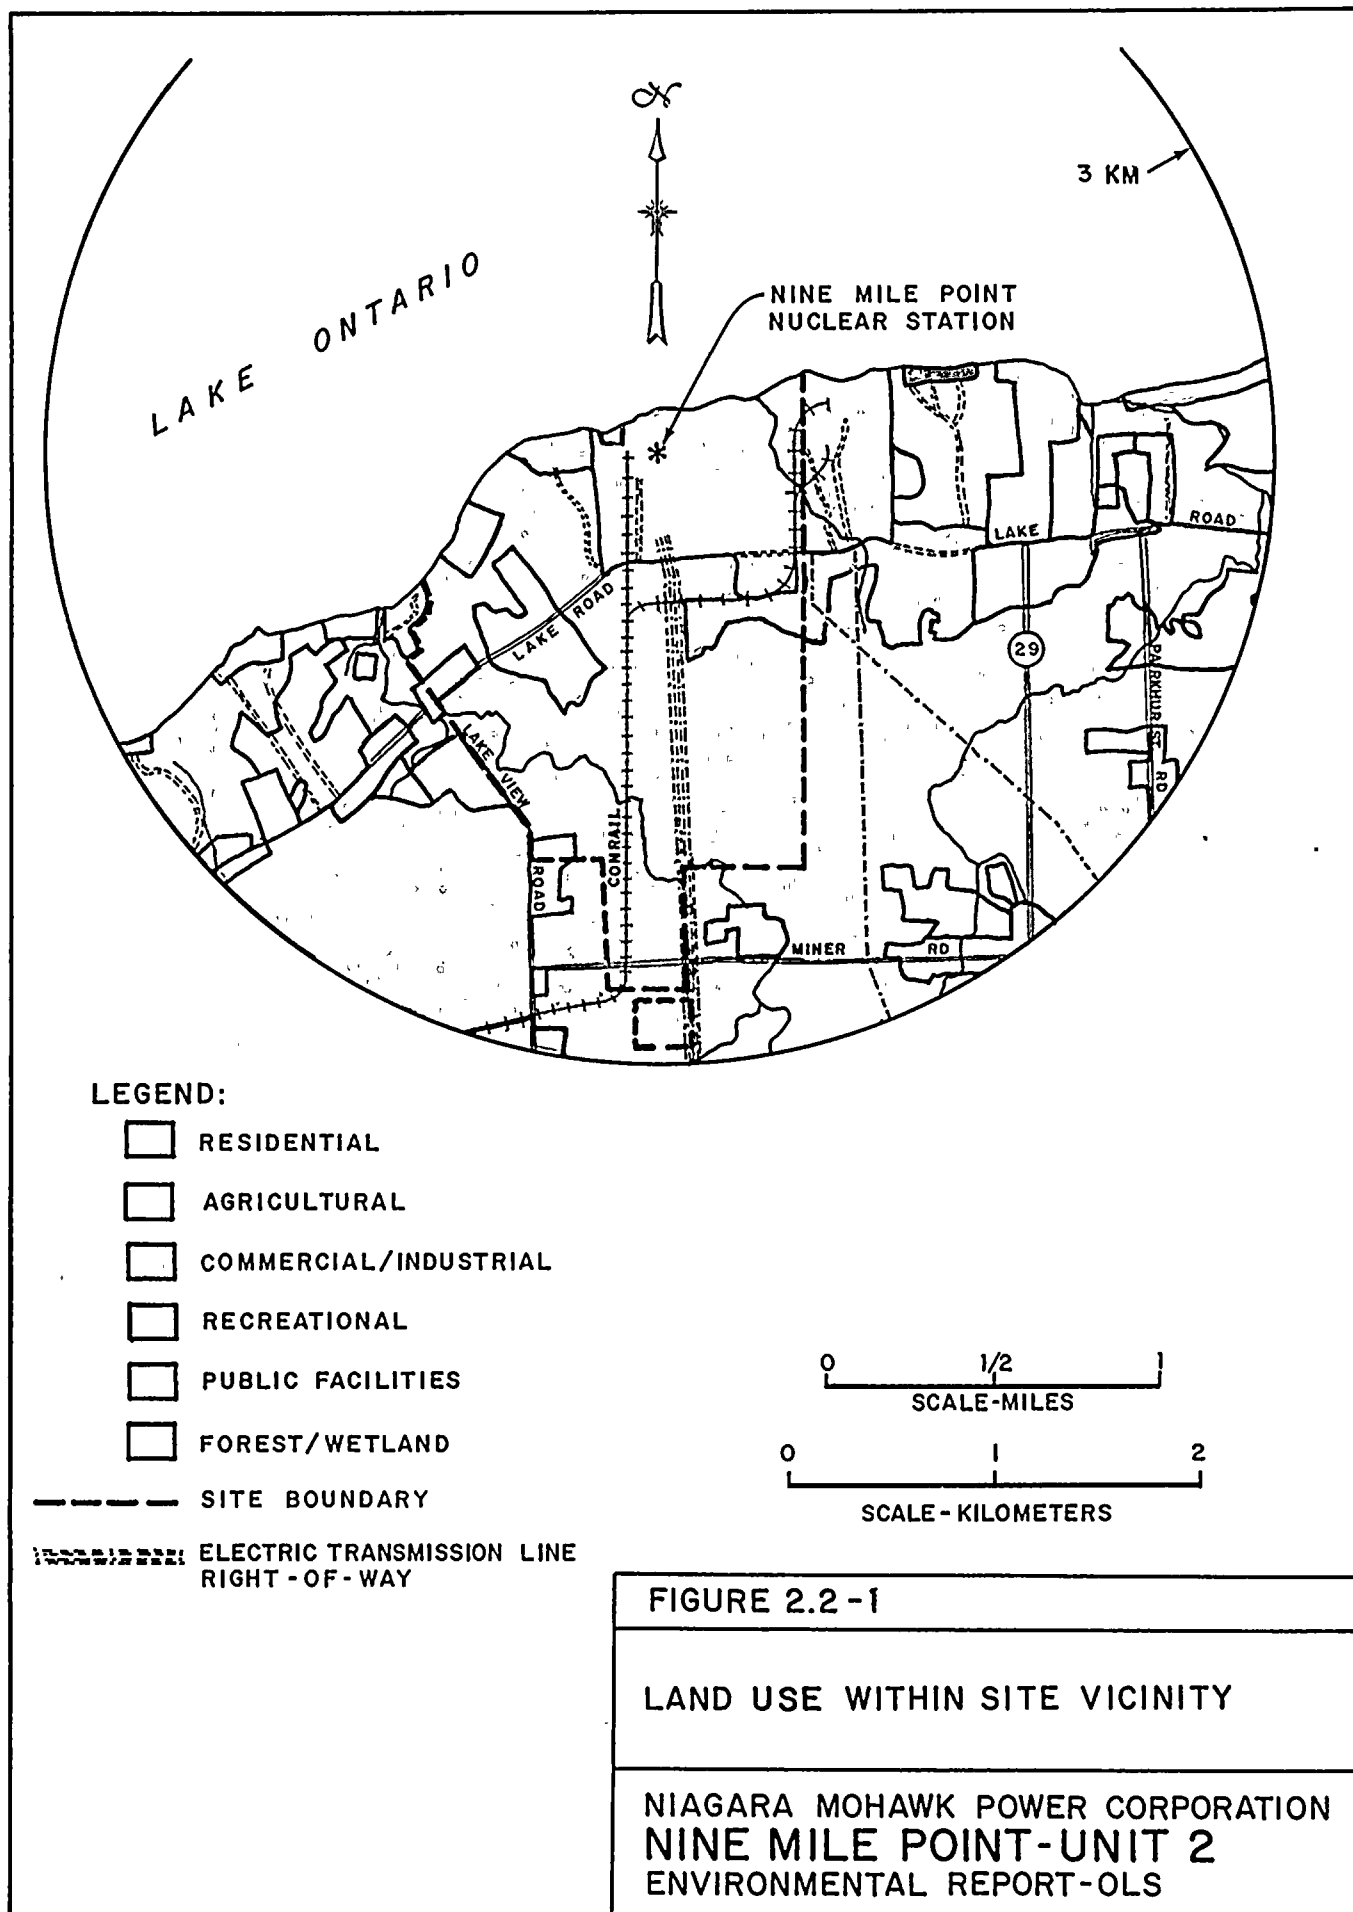 N
3 KM
LAKE ONTARIO
NINE MILE POINT
NUCLEAR STATION
LAKE
ROAD
LAKE ROAD
29
PARKHURST
RD
LAKE VIEW
ROAD
CONRAIL
MINER
RD
LEGEND:
RESIDENTIAL
AGRICULTURAL
COMMERCIAL/INDUSTRIAL
RECREATIONAL
PUBLIC FACILITIES
FOREST/WETLAND
SITE BOUNDARY
ELECTRIC TRANSMISSION LINE
RIGHT-OF-WAY
0 1/2 1
SCALE-MILES
0 1 2
SCALE-KILOMETERS
FIGURE 2.2-1
LAND USE WITHIN SITE VICINITY
NIAGARA MOHAWK POWER CORPORATION
NINE MILE POINT-UNIT 2
ENVIRONMENTAL REPORT-OLS